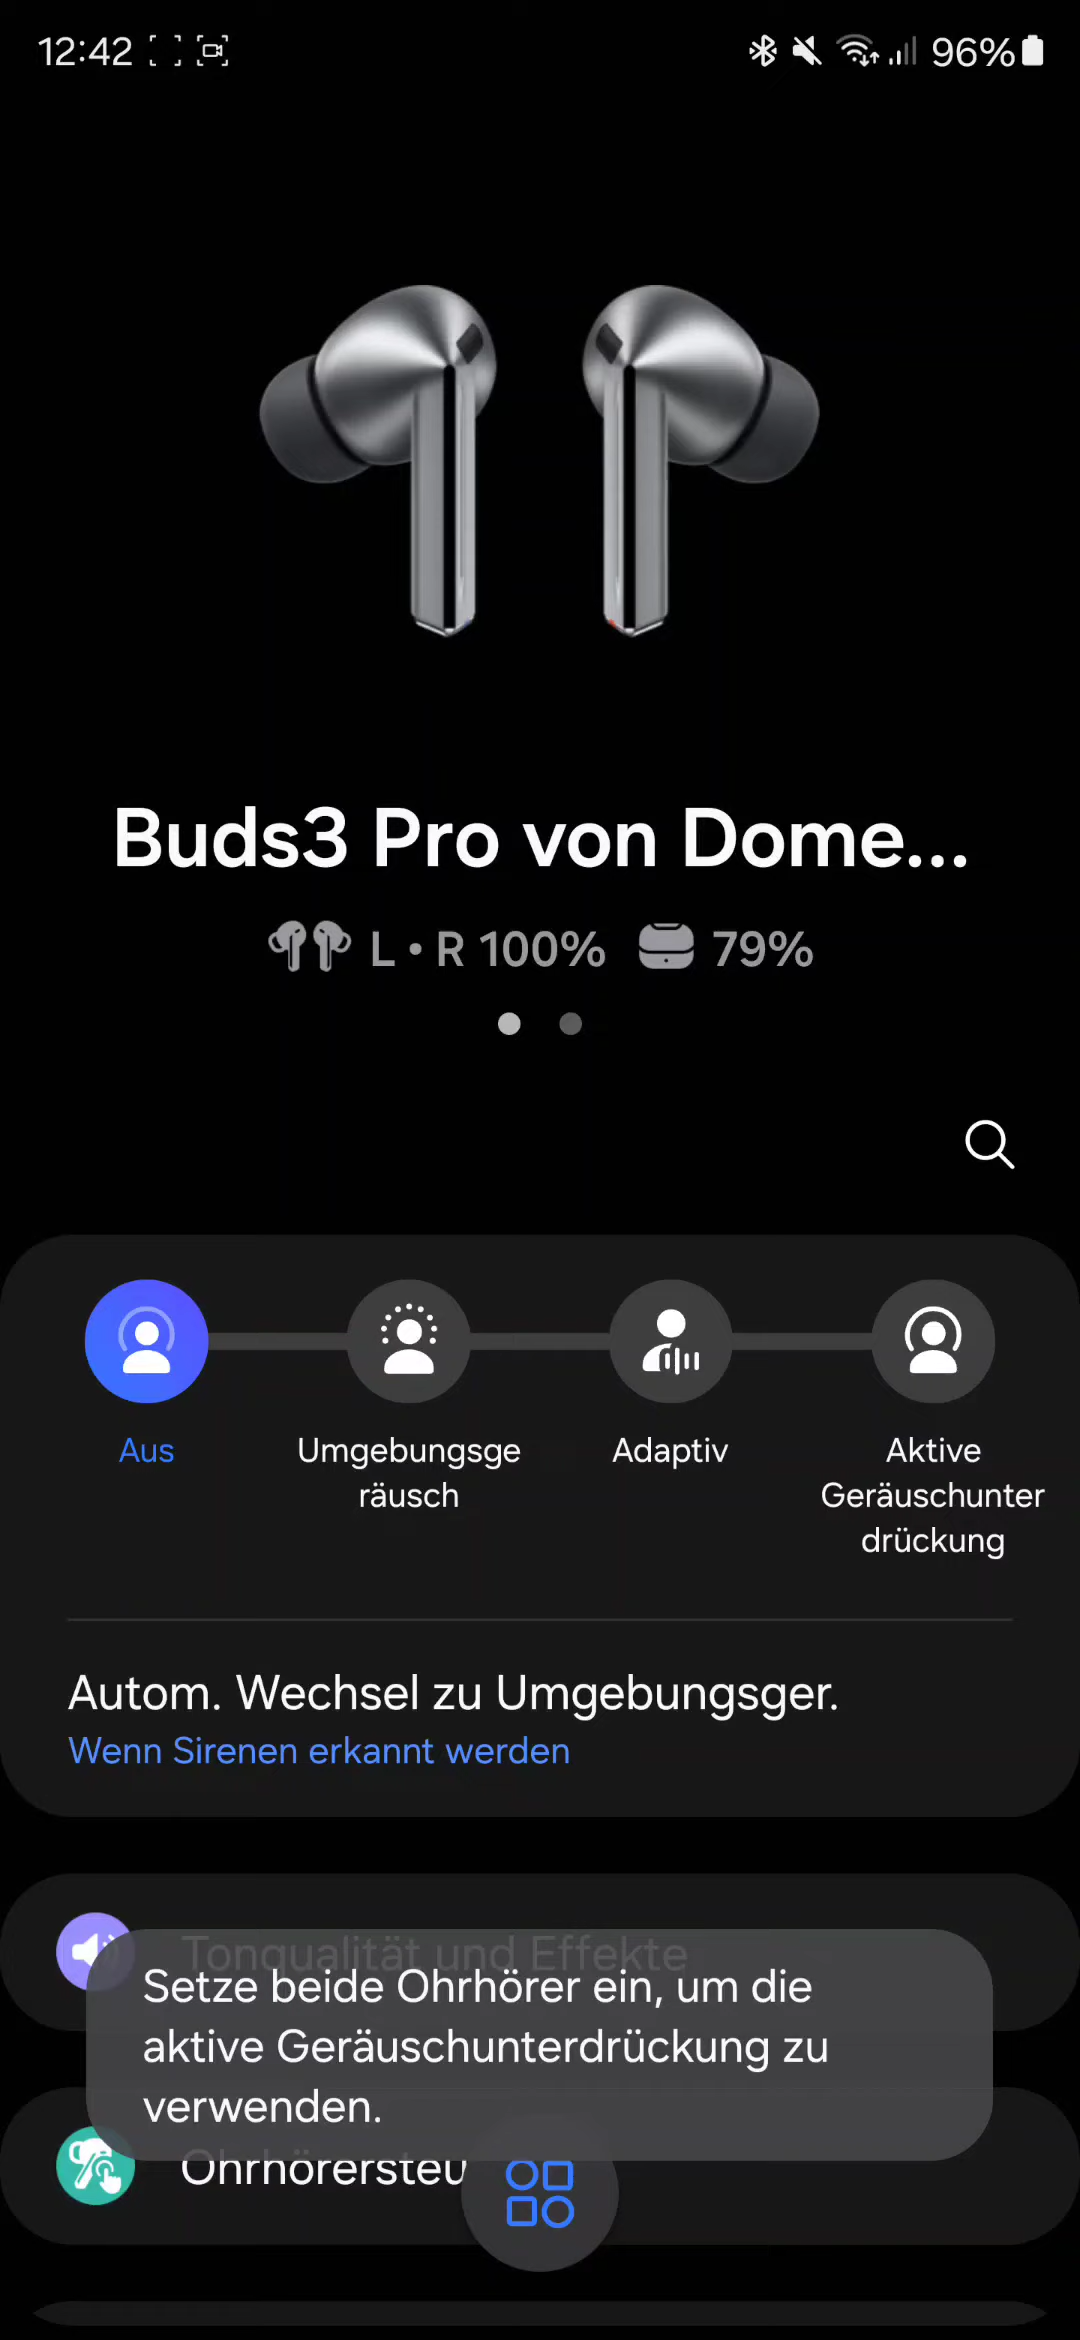 12:42
96%
Buds3 Pro von Dome...
L • R 100% 79%
Aus
Umgebungsge
räusch
Adaptiv
Aktive
Geräuschunter
drückung
Autom. Wechsel zu Umgebungsger.
Wenn Sirenen erkannt werden
Tonqualität und Effekte
Setze beide Ohrhörer ein, um die
aktive Geräuschunterdrückung zu
verwenden.
Ohrhörersteu